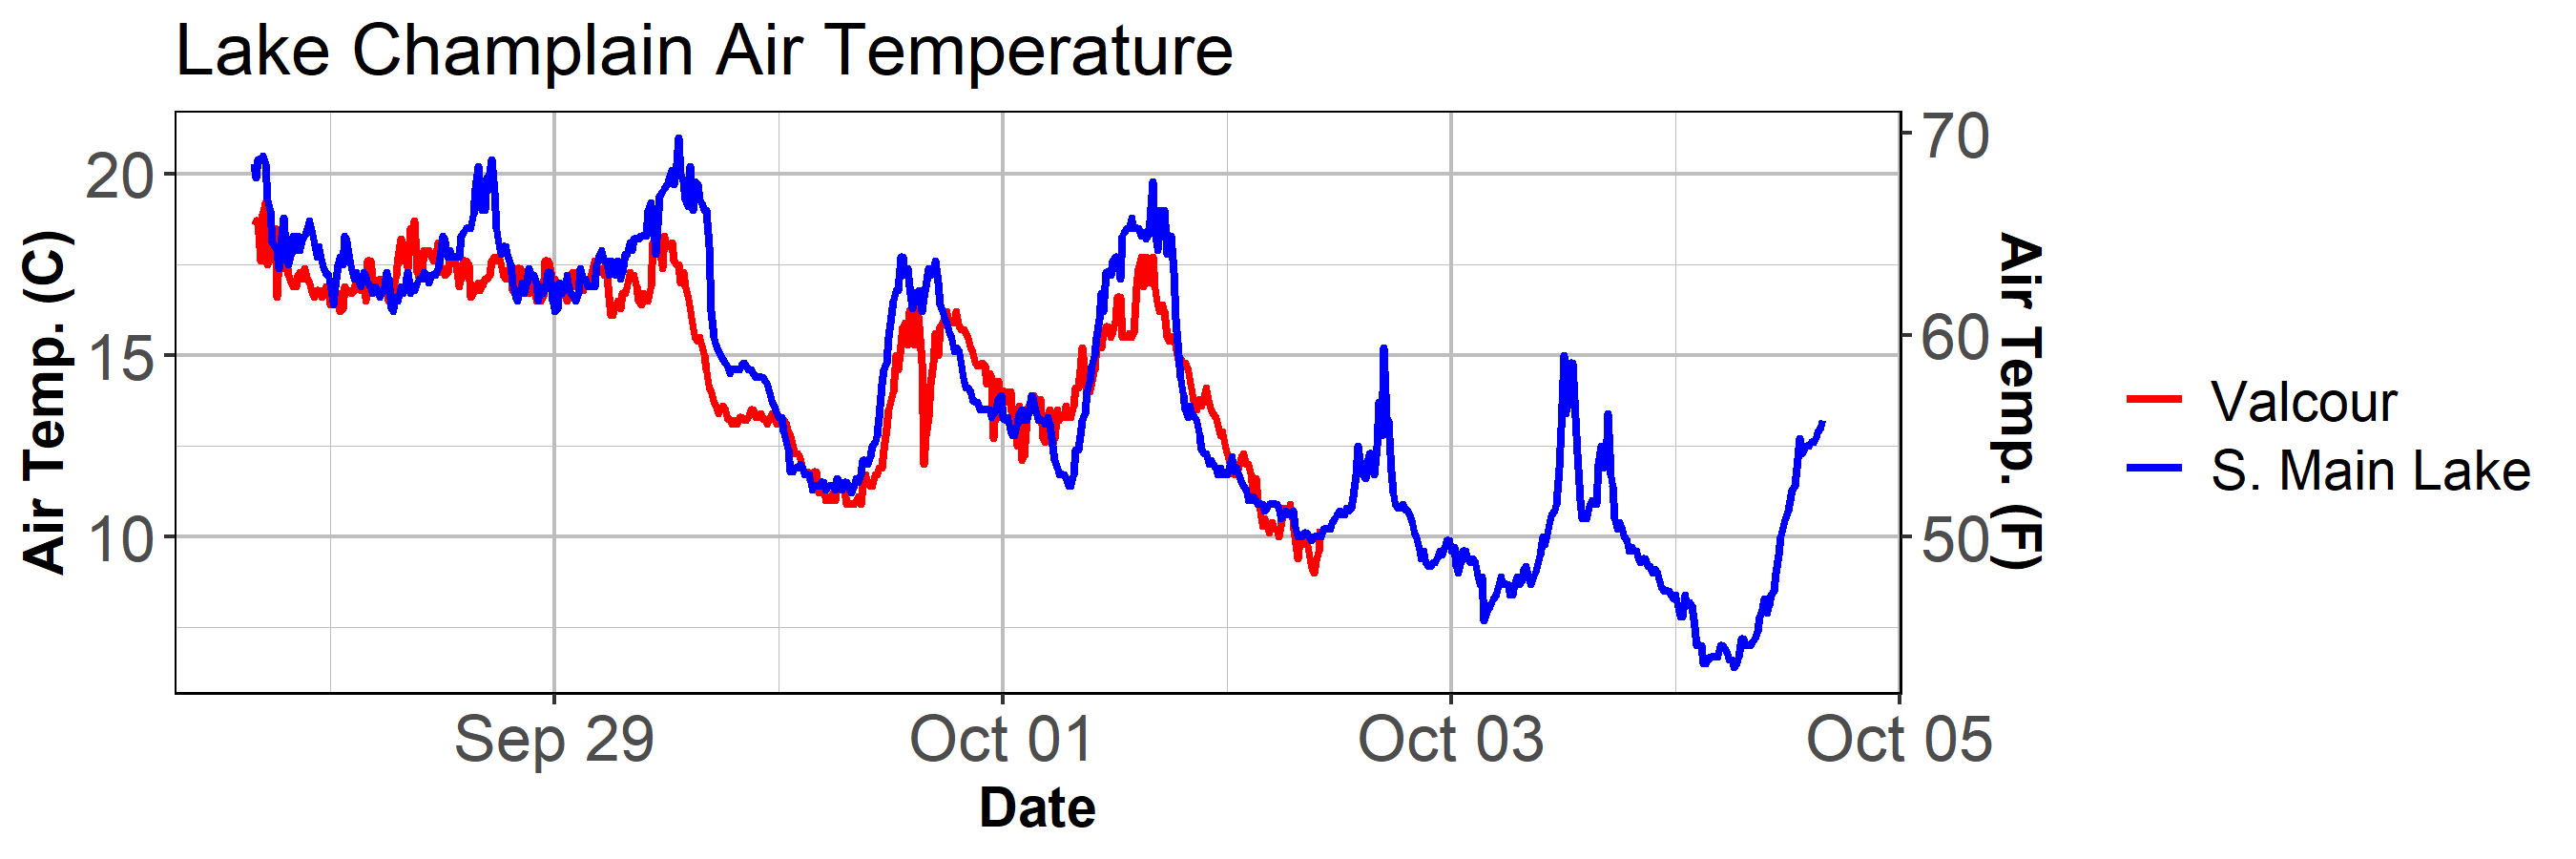 Lake Champlain Air Temperature
Air Temp. (C)
20
15
10
70
60
50
Air Temp. (F)
Sep 29
Oct 01
Oct 03
Oct 05
Date
Valcour
S. Main Lake